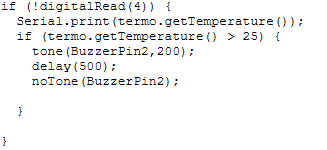 if (!digitalRead(4)) {
  Serial.print(termo.getTemperature());
  if (termo.getTemperature() > 25) {
    tone(BuzzerPin2,200);
    delay(500);
    noTone(BuzzerPin2);

  }

}